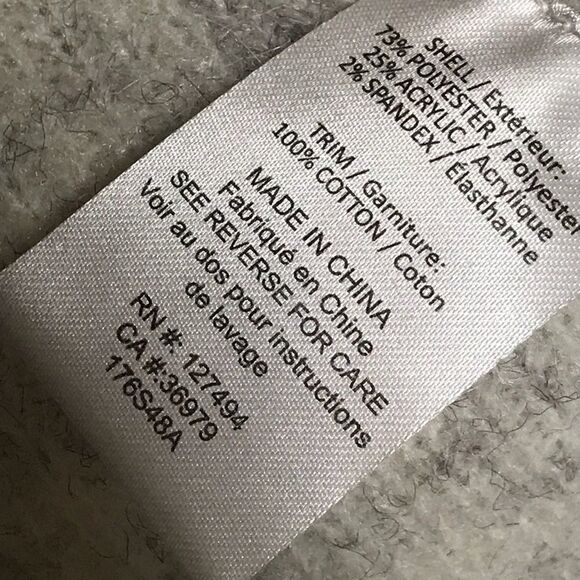 SHELL / Extérieur:
73% POLYESTER / Polyester
25% ACRYLIC / Acrylique
2% SPANDEX / Élasthanne
TRIM / Garniture:
100% COTTON / Coton
MADE IN CHINA
Fabriqué en Chine
SEE REVERSE FOR CARE
Voir au dos pour instructions
de lavage
RN #: 127494
CA #:36979
176S48A